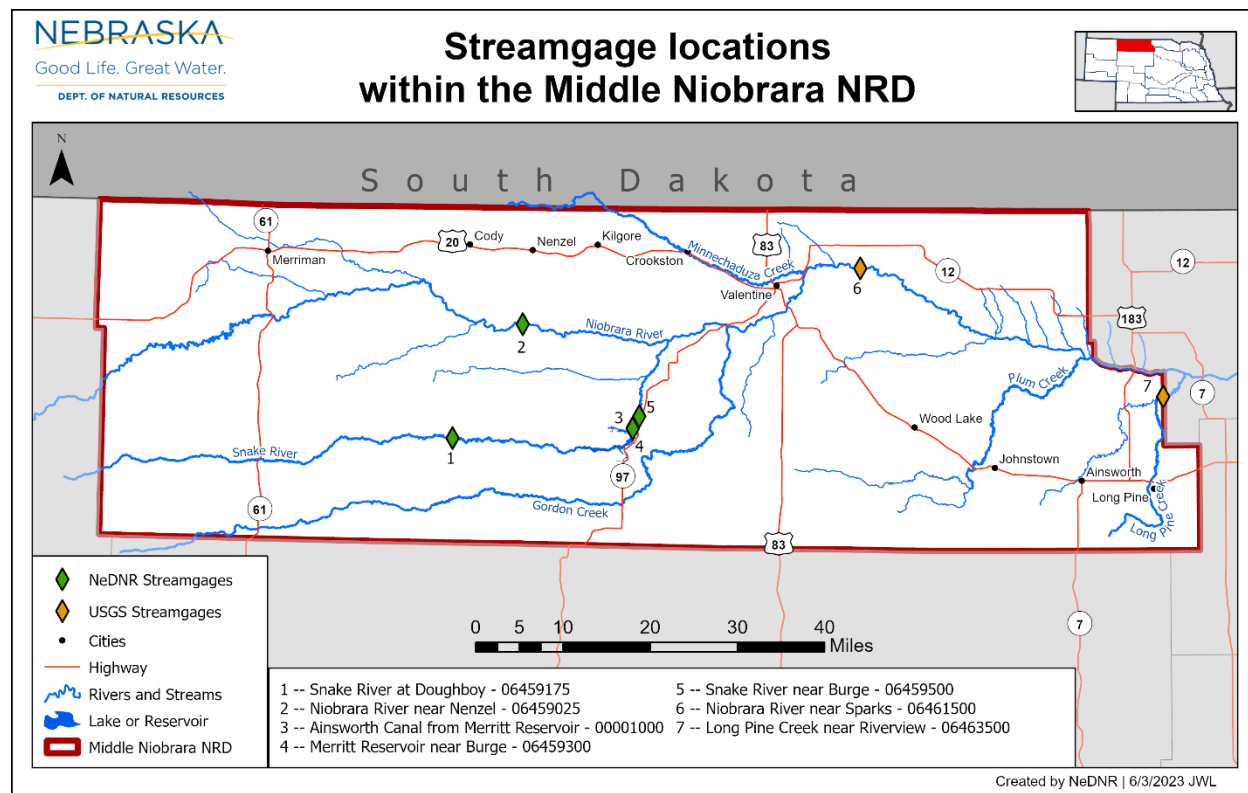 NEBRASKA
Good Life. Great Water.
DEPT. OF NATURAL RESOURCES
Streamgage locations
within the Middle Niobrara NRD
N
South Dakota
61
20
Cody
Nenzel
Kilgore
Crookston
Merriman
Minnechaduza Creek
83
Valentine
6
12
12
183
2
Niobrara River
7
7
Plum Creek
3
5
4
1
Snake River
97
Wood Lake
Johnstown
Ainsworth
Long Pine
Long Pine Creek
Gordon Creek
61
83
7
NeDNR Streamgages
USGS Streamgages
Cities
Highway
Rivers and Streams
Lake or Reservoir
Middle Niobrara NRD
0 5 10 20 30 40
Miles
1 -- Snake River at Doughboy - 06459175
2 -- Niobrara River near Nenzel - 06459025
3 -- Ainsworth Canal from Merritt Reservoir - 00001000
4 -- Merritt Reservoir near Burge - 06459300
5 -- Snake River near Burge - 06459500
6 -- Niobrara River near Sparks - 06461500
7 -- Long Pine Creek near Riverview - 06463500
Created by NeDNR | 6/3/2023 JWL